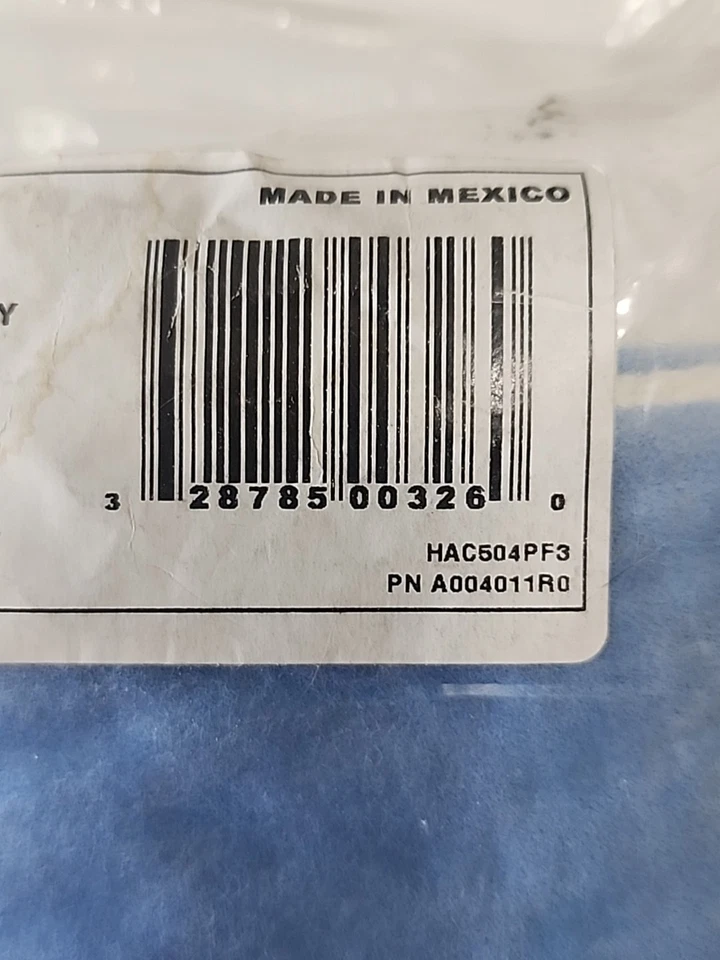 MADE IN MEXICO
Y
3 28785 00326 0
HAC504PF3
PN A004011R0